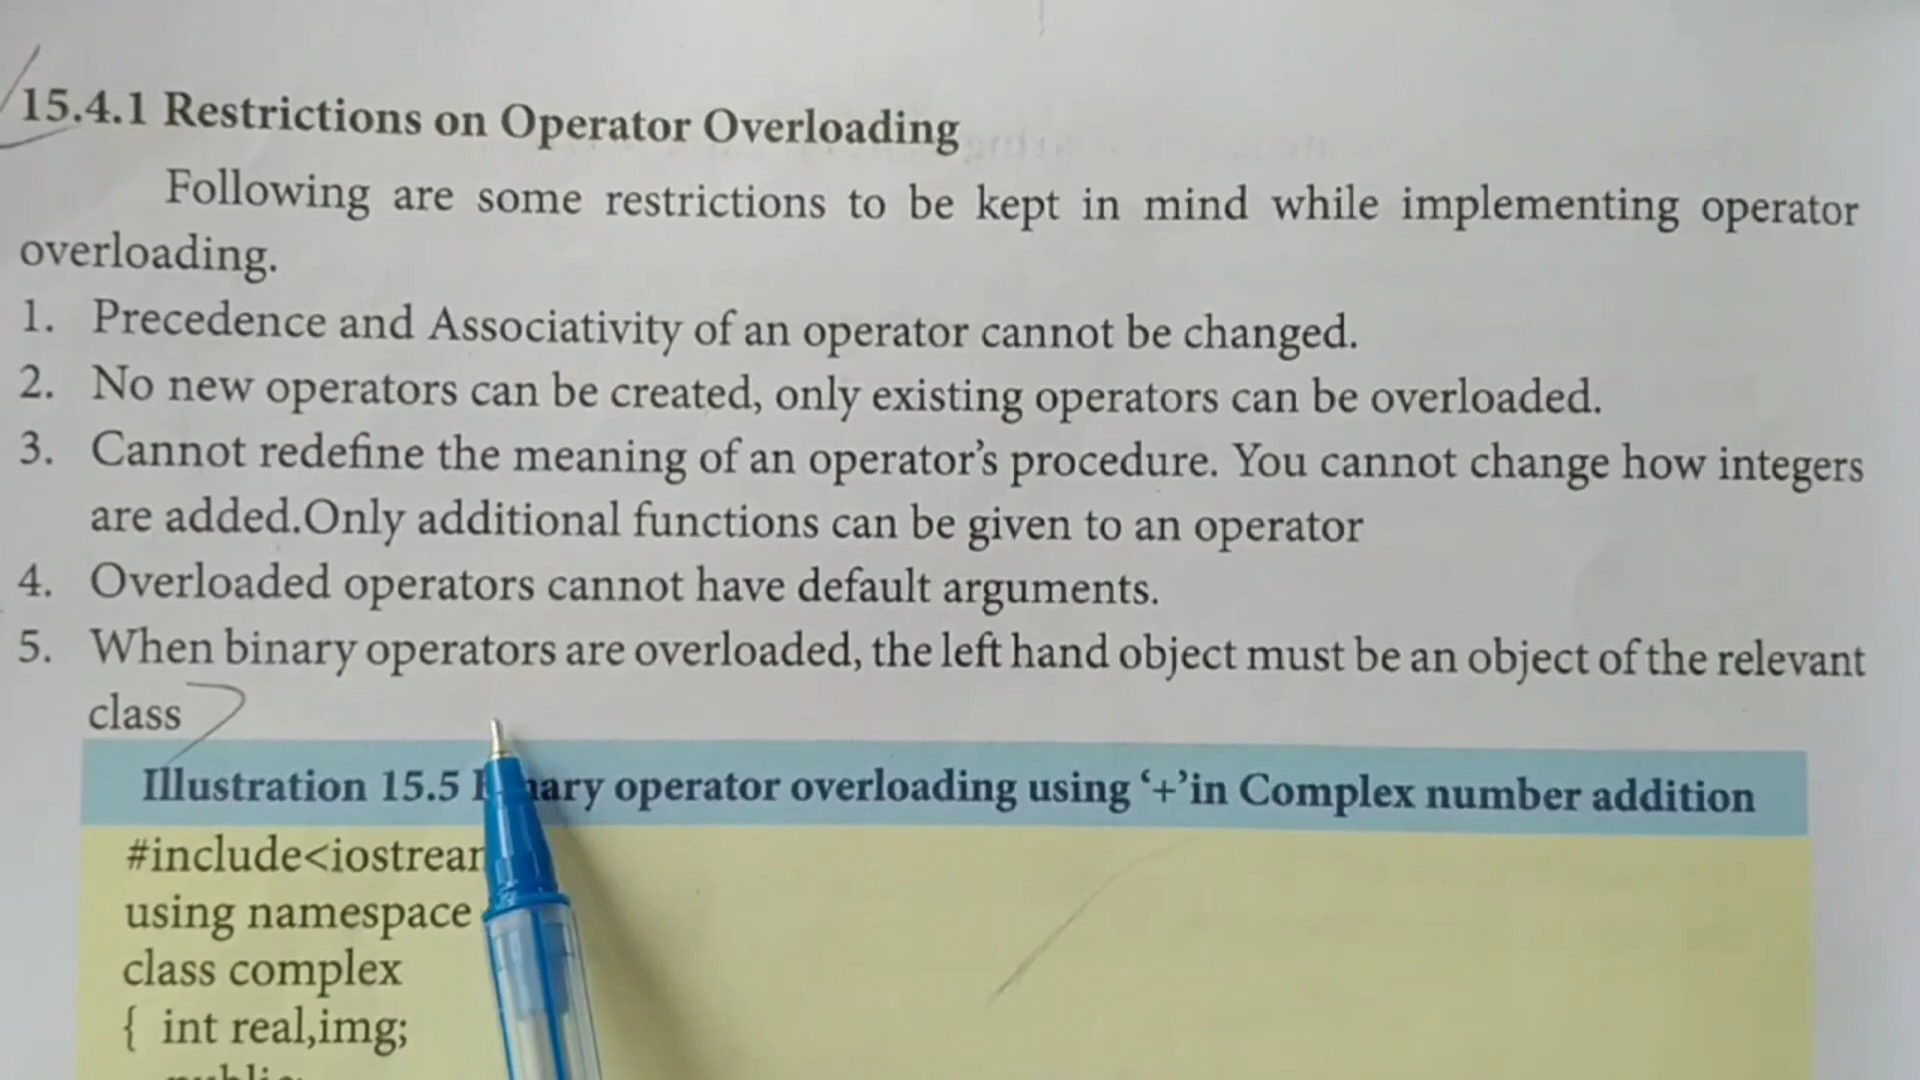 15.4.1 Restrictions on Operator Overloading
Following are some restrictions to be kept in mind while implementing operator
overloading.
1. Precedence and Associativity of an operator cannot be changed.
2. No new operators can be created, only existing operators can be overloaded.
3. Cannot redefine the meaning of an operator’s procedure. You cannot change how integers
are added.Only additional functions can be given to an operator
4. Overloaded operators cannot have default arguments.
5. When binary operators are overloaded, the left hand object must be an object of the relevant
class
Illustration 15.5 operator overloading using ‘+’in Complex number addition
#include<iostrear
using namespace
class complex
{ int real,img;